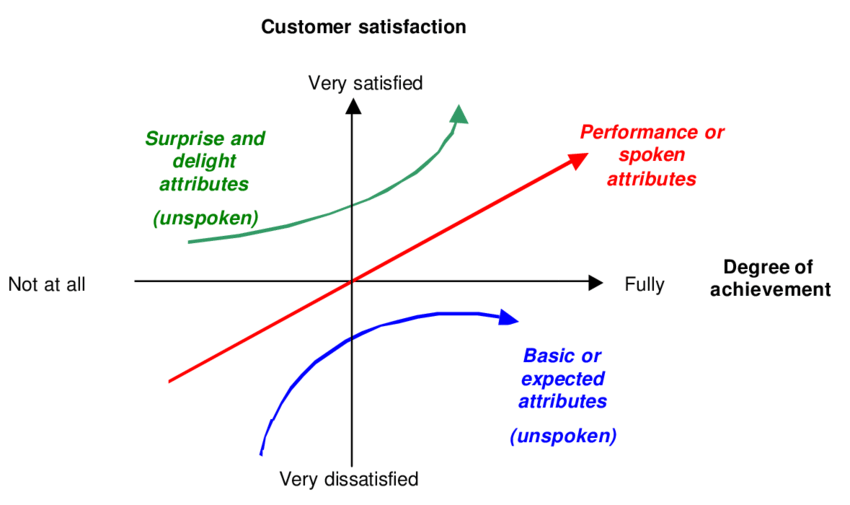 Customer satisfaction
Very satisfied
Surprise and
delight
attributes
(unspoken)
Performance or
spoken
attributes
Not at all
Fully
Degree of
achievement
Basic or
expected
attributes
(unspoken)
Very dissatisfied